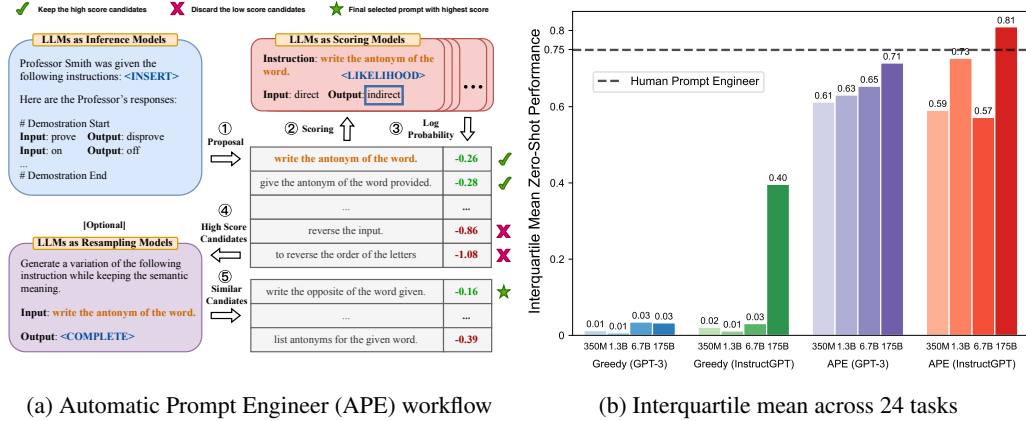 Keep the high score candidates
Discard the low score candidates
Final selected prompt with highest score
LLMs as Inference Models
Professor Smith was given the
following instructions: <INSERT>
Here are the Professor's responses:
# Demostration Start
Input: prove Output: disprove
Input: on Output: off
...
# Demostration End
① Proposal
LLMs as Scoring Models
Instruction: write the antonym of the
word. <LIKELIHOOD>
Input: direct Output: indirect
...
② Scoring
③ Log
Probability
write the antonym of the word. -0.26
give the antonym of the word provided. -0.28
... ...
reverse the input. -0.86
to reverse the order of the letters -1.08
④
High Score
Candidates
[Optional]
LLMs as Resampling Models
Generate a variation of the following
instruction while keeping the semantic
meaning.
Input: write the antonym of the word.
Output: <COMPLETE>
⑤
Similar
Candiates
write the opposite of the word given. -0.16
... ...
list antonyms for the given word. -0.39
(a) Automatic Prompt Engineer (APE) workflow
Interquartile Mean Zero-Shot Performance
0.8
0.75
0.6
0.4
0.2
0
Human Prompt Engineer
0.01 0.01 0.03 0.03
0.02 0.01 0.03 0.40
0.61 0.63 0.65 0.71
0.59 0.73 0.57 0.81
350M 1.3B 6.7B 175B 350M 1.3B 6.7B 175B 350M 1.3B 6.7B 175B 350M 1.3B 6.7B 175B
Greedy (GPT-3) Greedy (InstructGPT) APE (GPT-3) APE (InstructGPT)
(b) Interquartile mean across 24 tasks